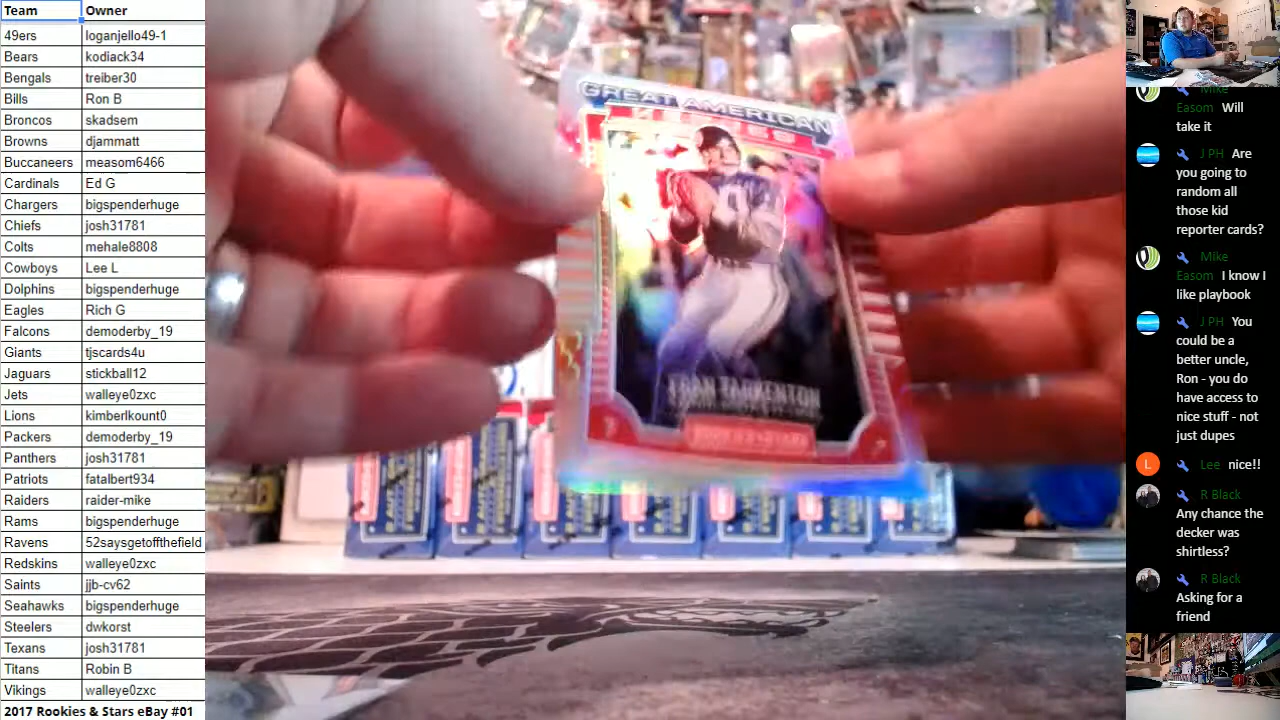 Team Owner
49ers loganjello49-1
Bears kodiack34
Bengals treiber30
Bills Ron B
Broncos skadsem
Browns djammatt
Buccaneers measom6466
Cardinals Ed G
Chargers bigspenderhuge
Chiefs josh31781
Colts mehale8808
Cowboys Lee L
Dolphins bigspenderhuge
Eagles Rich G
Falcons demoderby_19
Giants tjscards4u
Jaguars stickball12
Jets walleye0zxc
Lions kimberlkount0
Packers demoderby_19
Panthers josh31781
Patriots fatalbert934
Raiders raider-mike
Rams bigspenderhuge
Ravens 52saysgetoffthefield
Redskins walleye0zxc
Saints jjb-cv62
Seahawks bigspenderhuge
Steelers dwkorst
Texans josh31781
Titans Robin B
Vikings walleye0zxc
2017 Rookies & Stars eBay #01
GREAT AMERICAN
HEROES
FRAN TARKENTON
Mike
Easom Will
take it
J PH Are
you going to
random all
those kid
reporter cards?
Mike
Easom I know I
like playbook
J PH You
could be a
better uncle,
Ron - you do
have access to
nice stuff - not
just dupes
L Lee nice!!
R Black
Any chance the
decker was
shirtless?
R Black
Asking for a
friend